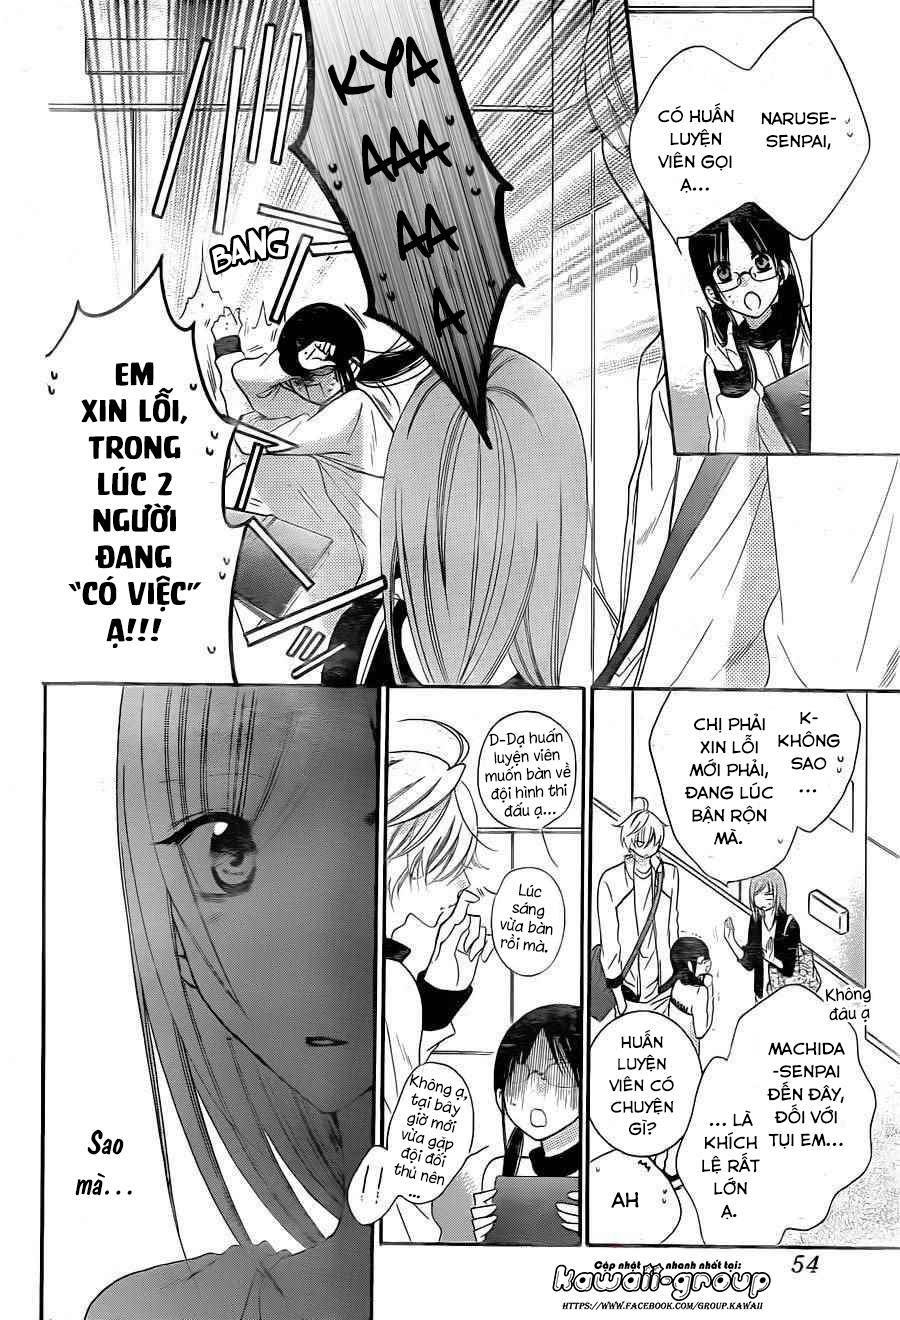 NARUSE-
SENPAI,
CÓ HUẤN
LUYỆN
VIÊN GỌI
Ạ...
KYA
AAA
AA
A
BANG
EM
XIN LỖI,
TRONG
LÚC 2
NGƯỜI
ĐANG
“CÓ VIỆC”
Ạ!!!
K-
KHÔNG
SAO
...
CHỊ PHẢI
XIN LỖI
MỚI PHẢI,
ĐANG LÚC
BẬN RỘN
MÀ.
Không
đâu ạ
MACHIDA
-SENPAI
ĐẾN ĐÂY,
ĐỐI VỚI
TỤI EM...
... LÀ
KHÍCH
LỆ RẤT
LỚN
Ạ.
HUẤN
LUYỆN
VIÊN CÓ
CHUYỆN
GÌ?
AH
D-Dạ huấn
luyện viên
muốn bàn về
đội hình thi
đấu ạ...
Lúc
sáng
vừa bàn
rồi mà.
Không ạ,
tại bây
giờ mới
vừa gặp
đội đối
thủ nên
...
Sao
mà...
54
Cập nhật nhanh nhất tại:
Kawaii-group
HTTPS://WWW.FACEBOOK.COM/GROUP.KAWAII